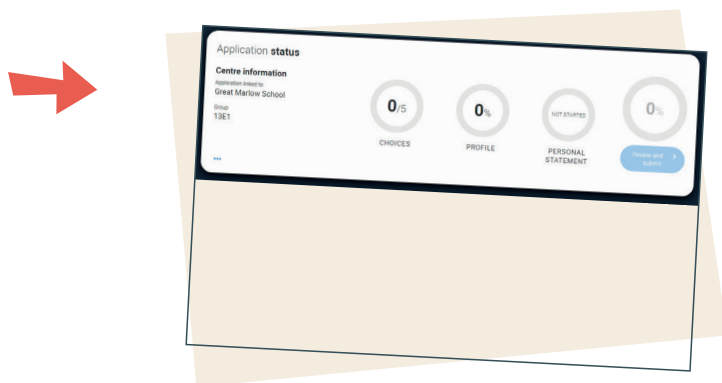 Application status
Centre information
Application linked to
Great Marlow School
Group
13E1
0/5
CHOICES
0%
PROFILE
NOT STARTED
PERSONAL
STATEMENT
0%
Review and
submit